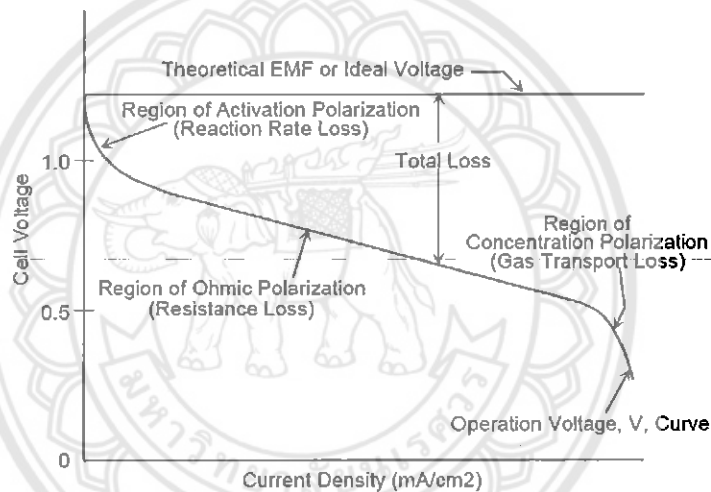 Theoretical EMF or Ideal Voltage
Region of Activation Polarization
(Reaction Rate Loss)
1.0
Total Loss
Cell Voltage
Region of
Concentration Polarization
(Gas Transport Loss)
Region of Ohmic Polarization
(Resistance Loss)
0.5
Operation Voltage, V, Curve
0
Current Density (mA/cm2)